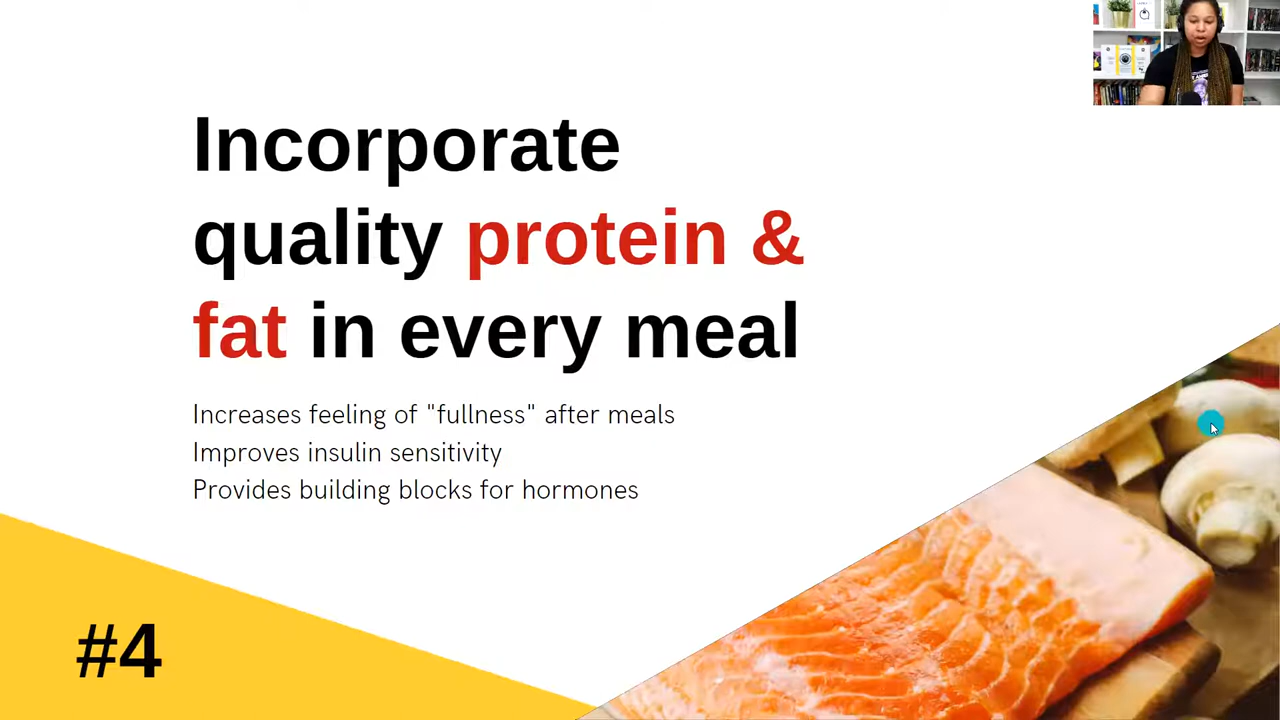 Incorporate
quality protein &
fat in every meal
Increases feeling of "fullness" after meals
Improves insulin sensitivity
Provides building blocks for hormones
#4